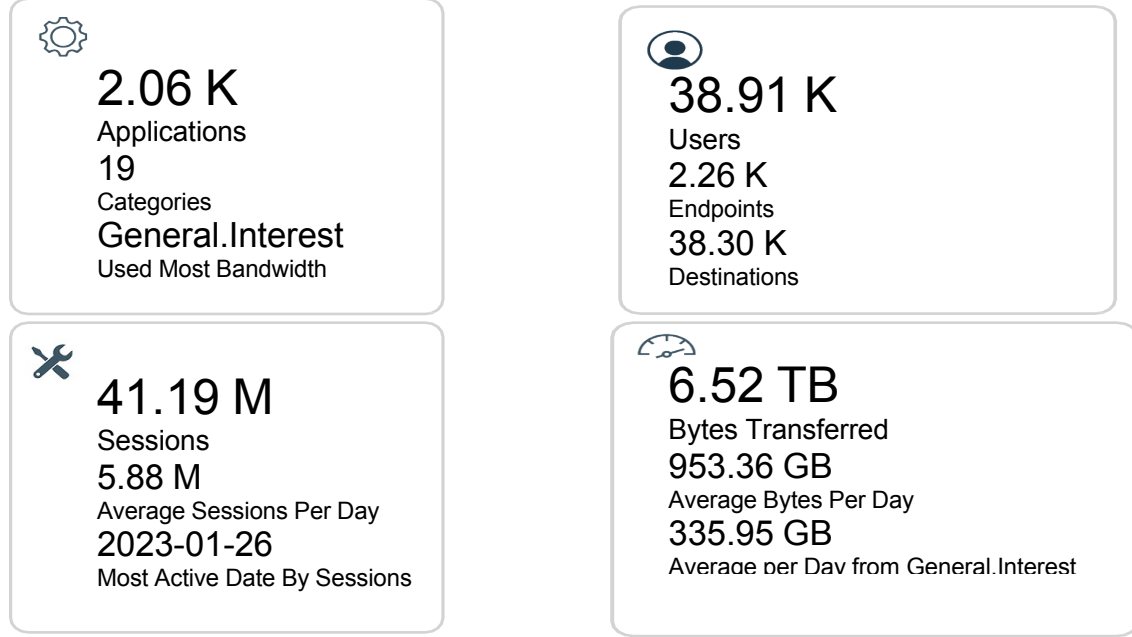 2.06 K
Applications
19
Categories
General.Interest
Used Most Bandwidth
38.91 K
Users
2.26 K
Endpoints
38.30 K
Destinations
41.19 M
Sessions
5.88 M
Average Sessions Per Day
2023-01-26
Most Active Date By Sessions
6.52 TB
Bytes Transferred
953.36 GB
Average Bytes Per Day
335.95 GB
Average per Day from General.Interest